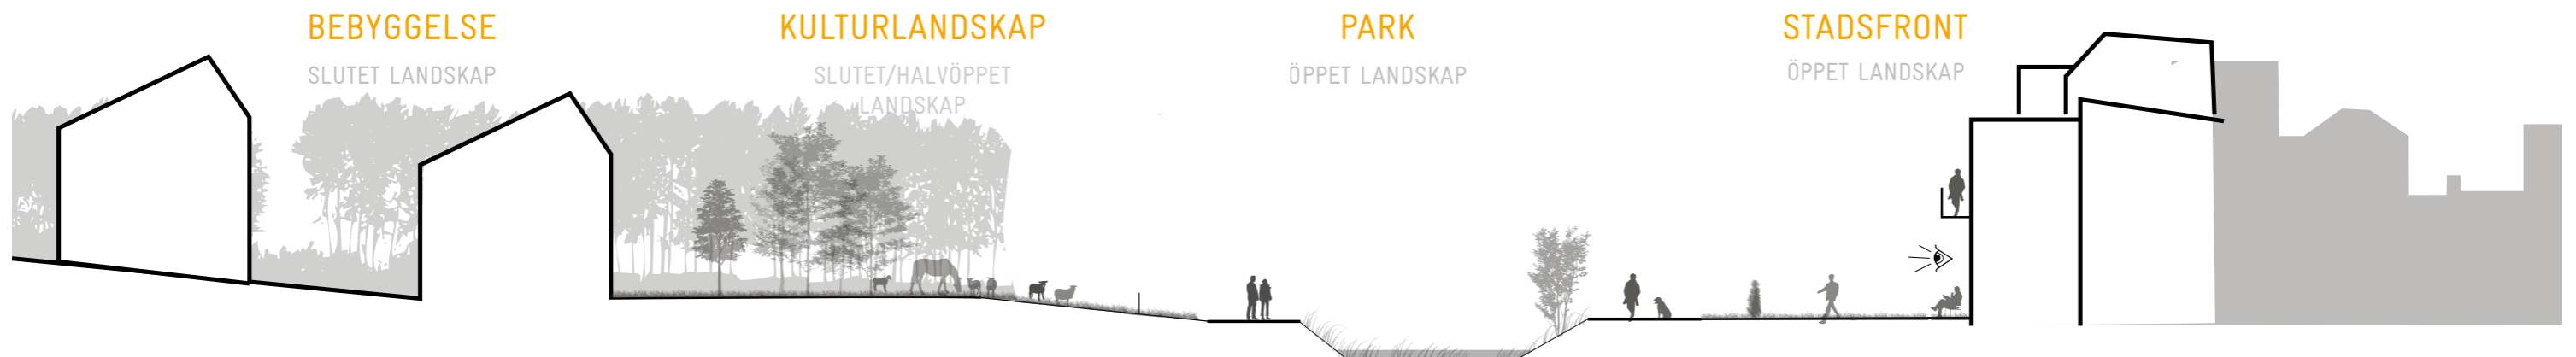 BEBYGGELSE
SLUTET LANDSKAP
KULTURLANDSKAP
SLUTET/HALVÖPPET
LANDSKAP
PARK
ÖPPET LANDSKAP
STADSFRONT
ÖPPET LANDSKAP